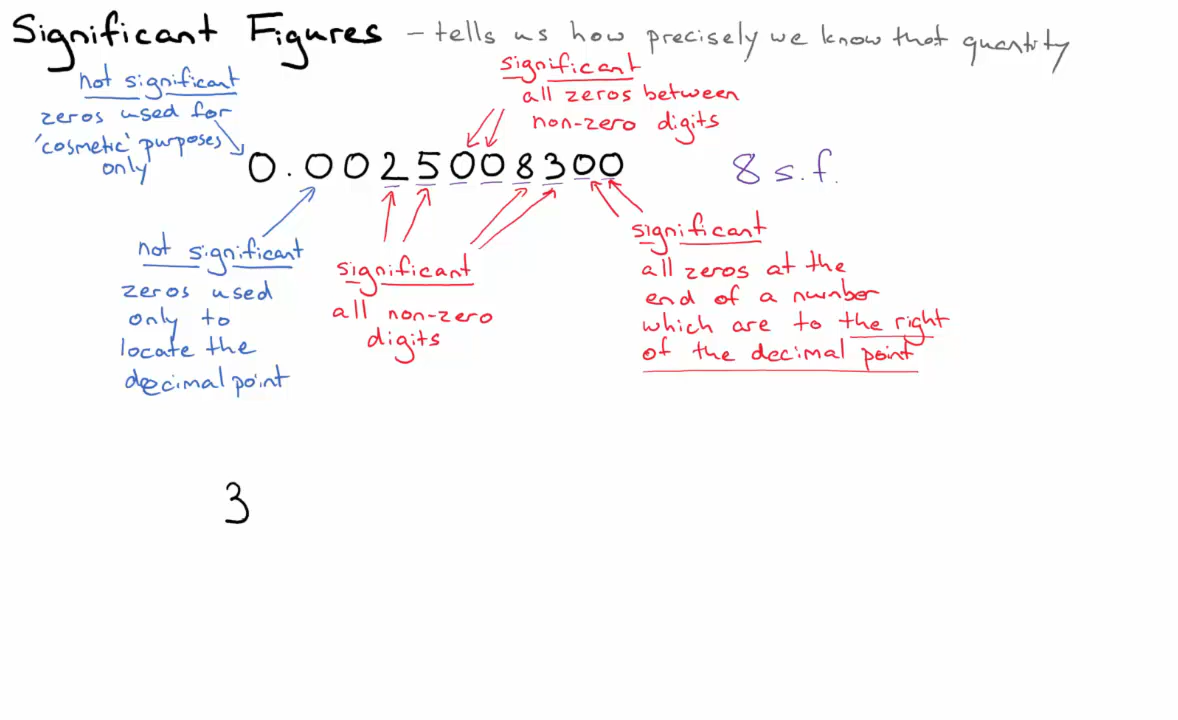 Significant Figures – tells us how precisely we know that quantity
not significant
zeros used for
'cosmetic' purposes
only
significant
all zeros between
non-zero digits
0.0025008300
8 s.f.
not significant
zeros used
only to
locate the
decimal point
significant
all non-zero
digits
significant
all zeros at the
end of a number
which are to the right
of the decimal point
3